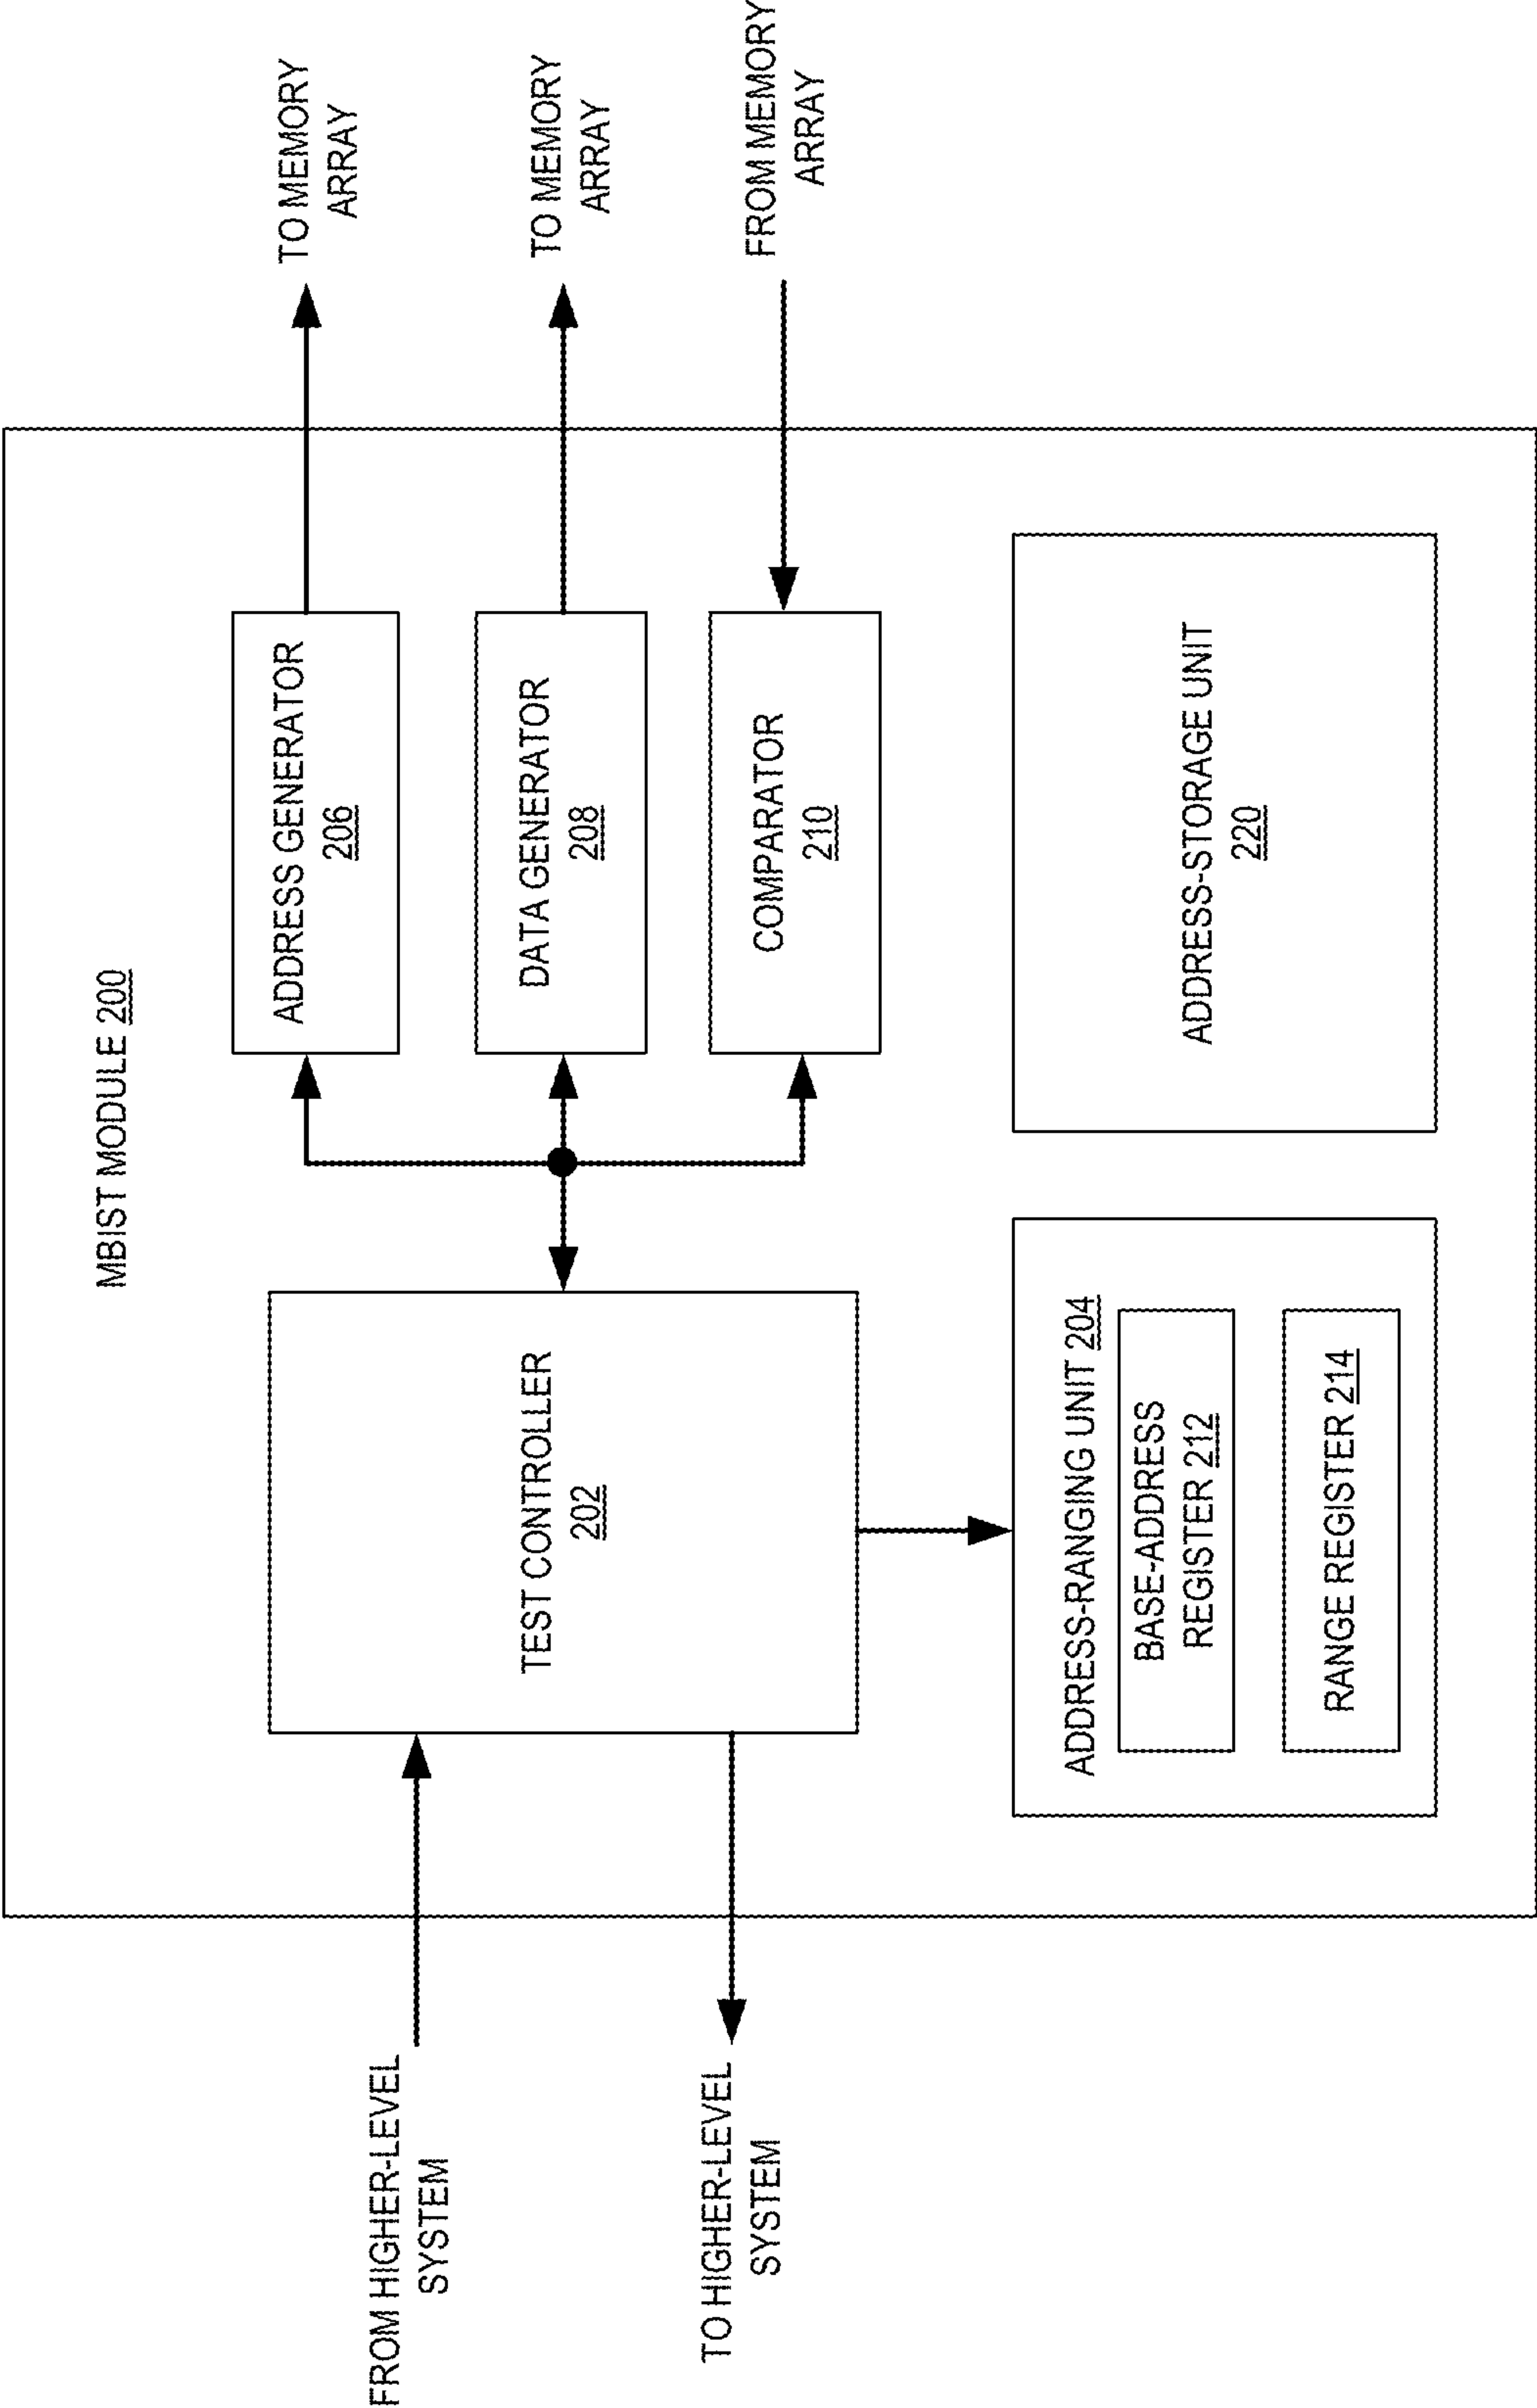 MBIST MODULE 200
FROM HIGHER-LEVEL
SYSTEM
TO HIGHER-LEVEL
SYSTEM
TEST CONTROLLER
202
ADDRESS GENERATOR
206
DATA GENERATOR
208
COMPARATOR
210
TO MEMORY
ARRAY
TO MEMORY
ARRAY
FROM MEMORY
ARRAY
ADDRESS-RANGING UNIT 204
BASE-ADDRESS
REGISTER 212
RANGE REGISTER 214
ADDRESS-STORAGE UNIT
220